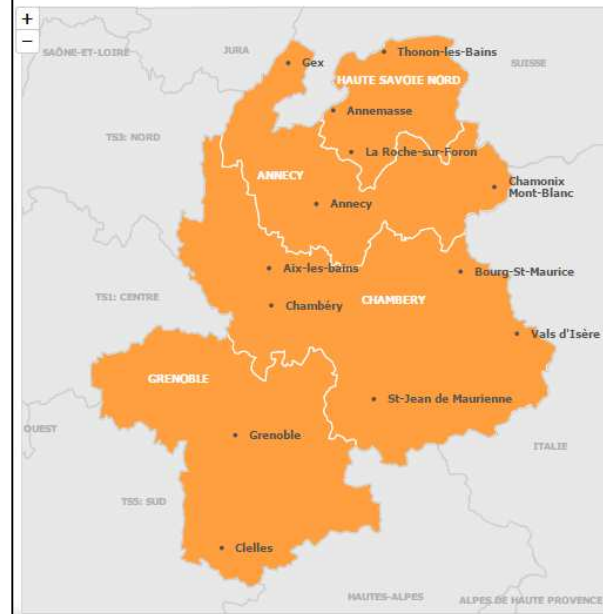 +
−
SAÔNE-ET-LOIRE
JURA
SUISSE
Thonon-les-Bains
Gex
HAUTE SAVOIE NORD
Annemasse
TS3: NORD
La Roche-sur-Foron
ANNECY
Chamonix
Mont-Blanc
Annecy
Aix-les-bains
Bourg-St-Maurice
TS1: CENTRE
Chambéry
CHAMBERY
Vals d'Isère
GRENOBLE
St-Jean de Maurienne
OUEST
Grenoble
ITALIE
TS5: SUD
Clelles
HAUTES-ALPES
ALPES DE HAUTE PROVENCE